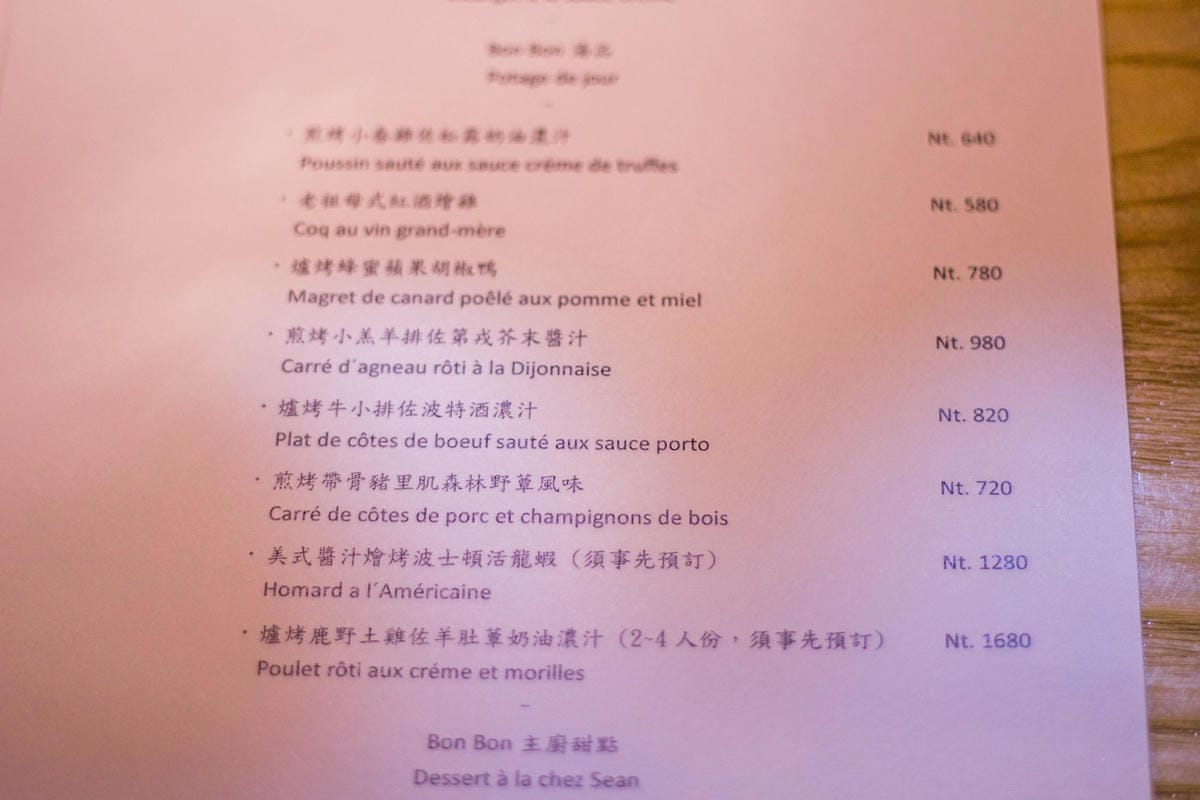 Bon Bon 湯品
Potage de jour
-
· 煎烤小春雞佐松露奶油濃汁 Nt. 640
Poussin sauté aux sauce créme de truffles
· 老祖母式紅酒燴雞 Nt. 580
Coq au vin grand-mère
· 爐烤蜂蜜蘋果胡椒鴨 Nt. 780
Magret de canard poêlé aux pomme et miel
· 煎烤小羔羊排佐第戎芥末醬汁 Nt. 980
Carré d´agneau rôti à la Dijonnaise
· 爐烤牛小排佐波特酒濃汁 Nt. 820
Plat de côtes de boeuf sauté aux sauce porto
· 煎烤帶骨豬里肌森林野蕈風味 Nt. 720
Carré de côtes de porc et champignons de bois
· 美式醬汁燴烤波士頓活龍蝦（須事先預訂） Nt. 1280
Homard a l´Américaine
· 爐烤鹿野土雞佐羊肚蕈奶油濃汁（2~4 人份，須事先預訂） Nt. 1680
Poulet rôti aux créme et morilles
-
Bon Bon 主廚甜點
Dessert à la chez Sean